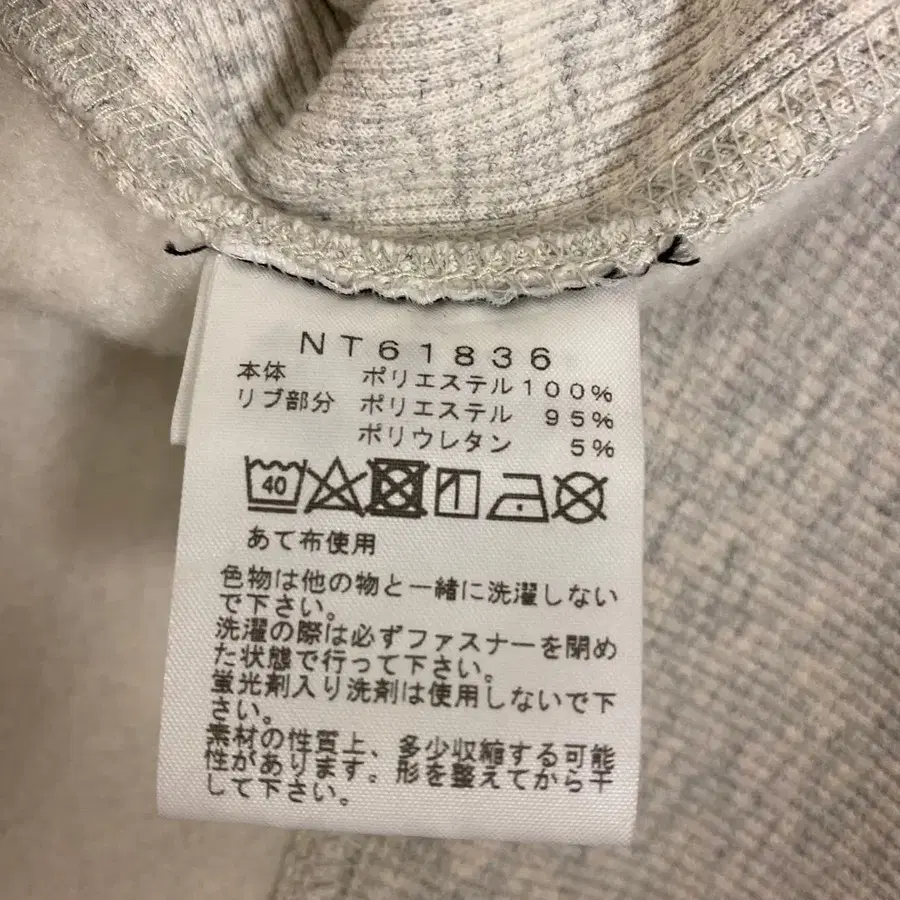 NT61836
本体 ポリエステル100%
リブ部分 ポリエステル 95%
ポリウレタン 5%
40
あて布使用
色物は他の物と一緒に洗濯しない
で下さい。
洗濯の際は必ずファスナーを閉め
た状態で行って下さい。
蛍光剤入り洗剤は使用しないで下
さい。
素材の性質上、多少収縮する可能
性があります。形を整えてから干
して下さい。